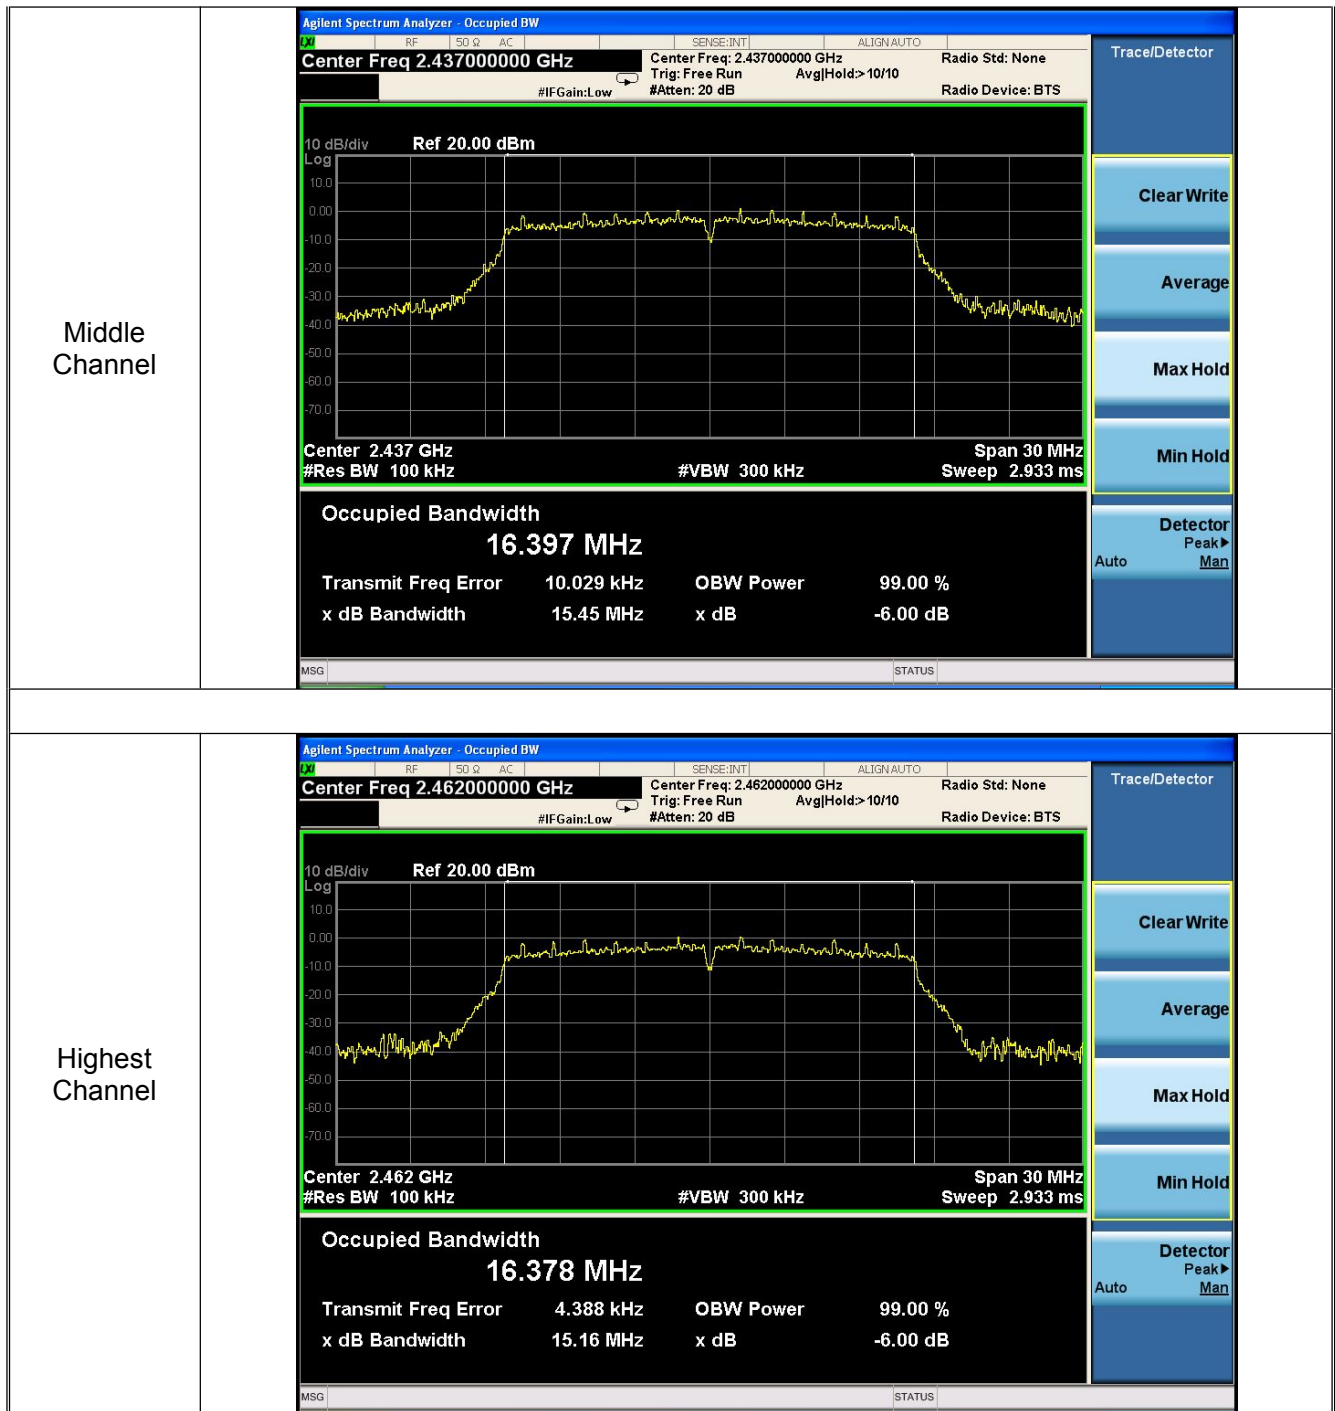 Middle
Channel
Agilent Spectrum Analyzer - Occupied BW
LXI RF 50 Ω AC SENSE:INT ALIGN AUTO
Center Freq 2.437000000 GHz
Center Freq: 2.437000000 GHz Radio Std: None
Trig: Free Run Avg|Hold:>10/10
#IFGain:Low #Atten: 20 dB Radio Device: BTS
10 dB/div Ref 20.00 dBm
Log
10.0
0.00
-10.0
-20.0
-30.0
-40.0
-50.0
-60.0
-70.0
Center 2.437 GHz Span 30 MHz
#Res BW 100 kHz #VBW 300 kHz Sweep 2.933 ms
Occupied Bandwidth
16.397 MHz
Transmit Freq Error 10.029 kHz OBW Power 99.00 %
x dB Bandwidth 15.45 MHz x dB -6.00 dB
MSG STATUS
Trace/Detector
Clear Write
Average
Max Hold
Min Hold
Detector
Peak▶
Auto Man
Highest
Channel
Agilent Spectrum Analyzer - Occupied BW
LXI RF 50 Ω AC SENSE:INT ALIGN AUTO
Center Freq 2.462000000 GHz
Center Freq: 2.462000000 GHz Radio Std: None
Trig: Free Run Avg|Hold:>10/10
#IFGain:Low #Atten: 20 dB Radio Device: BTS
10 dB/div Ref 20.00 dBm
Log
10.0
0.00
-10.0
-20.0
-30.0
-40.0
-50.0
-60.0
-70.0
Center 2.462 GHz Span 30 MHz
#Res BW 100 kHz #VBW 300 kHz Sweep 2.933 ms
Occupied Bandwidth
16.378 MHz
Transmit Freq Error 4.388 kHz OBW Power 99.00 %
x dB Bandwidth 15.16 MHz x dB -6.00 dB
MSG STATUS
Trace/Detector
Clear Write
Average
Max Hold
Min Hold
Detector
Peak▶
Auto Man